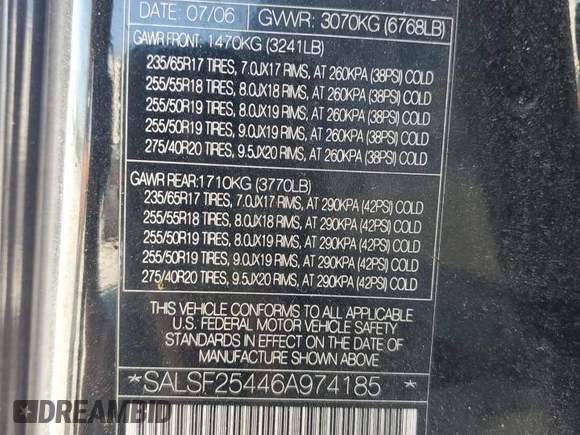 DATE: 07/06 GVWR: 3070KG (6768LB)
GAWR FRONT: 1470KG (3241LB)
235/65R17 TIRES, 7.0JX17 RIMS, AT 260KPA (38PSI) COLD
255/55R18 TIRES, 8.0JX18 RIMS, AT 260KPA (38PSI) COLD
255/50R19 TIRES, 8.0JX19 RIMS, AT 260KPA (38PSI) COLD
255/50R19 TIRES, 9.0JX19 RIMS, AT 260KPA (38PSI) COLD
275/40R20 TIRES, 9.5JX20 RIMS, AT 260KPA (38PSI) COLD
GAWR REAR: 1710KG (3770LB)
235/65R17 TIRES, 7.0JX17 RIMS, AT 290KPA (42PSI) COLD
255/55R18 TIRES, 8.0JX18 RIMS, AT 290KPA (42PSI) COLD
255/50R19 TIRES, 8.0JX19 RIMS, AT 290KPA (42PSI) COLD
255/50R19 TIRES, 9.0JX19 RIMS, AT 290KPA (42PSI) COLD
275/40R20 TIRES, 9.5JX20 RIMS, AT 290KPA (42PSI) COLD
THIS VEHICLE CONFORMS TO ALL APPLICABLE
U.S. FEDERAL MOTOR VEHICLE SAFETY
STANDARDS IN EFFECT ON THE DATE OF
MANUFACTURE SHOWN ABOVE.
*SALSF25446A974185 *
DREAMBID